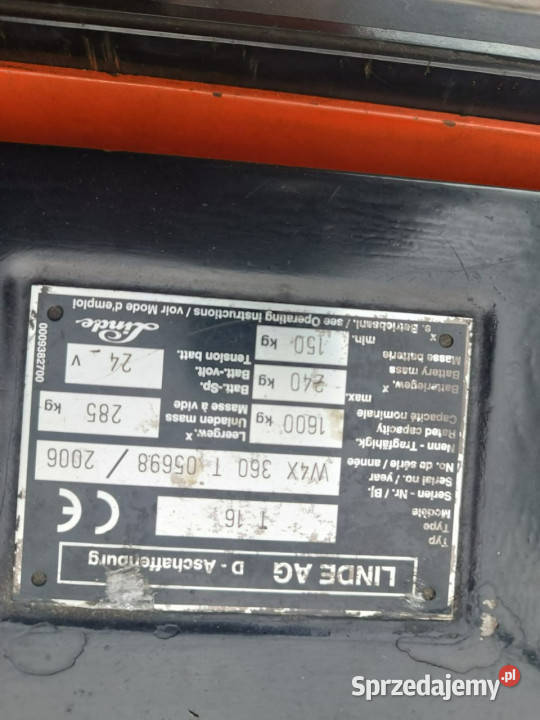 LINDE AG D - Aschaffenburg
Typ
Type
Modèle
T 16
CE
Serien - Nr / Bj.
Serial no. / year
No. de série / année
W4X 360 T 05698 / 2006
Nenn - Tragfähigk.
Rated capacity
Capacité nominale
1600 kg
Leergew. x
Unladen mass
Masse à vide
285 kg
Batteriegew. x
Battery mass
Masse batterie
max.
240 kg
min.
150 kg
Batt.-Sp.
Batt.-volt.
Tension batt.
24 V
x
s. Betriebsanl. / see Operating Instructions / voir Mode d'emploi
Linde
0009382700
Sprzedajemy.pl